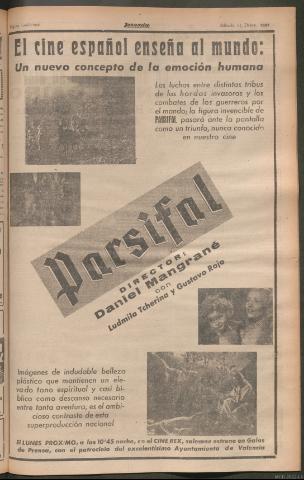 Jornada
El cine español enseña al mundo:
Un nuevo concepto de la emoción humana
Las luchas entre distintas tribus
de las hordas invasoras y los
combates de los guerreros por
el mundo; la figura invencible de
PARSIFAL pasará ante la pantalla
como un triunfo, nunca conocido
en nuestro cine
Parsifal
DIRECTOR:
Daniel Mangrané
con
Ludmila Tcherina y Gustavo Rojo
Imágenes de indudable belleza
plástica que mantienen un ele-
vado tono espiritual y casi bí-
blico como descanso necesario
entre tanta aventura, es el ambi-
cioso contraste de esta
superproducción nacional
El LUNES PROXIMO, a las 10'45 noche, en el CINE REX, solemne estreno en Galas
de Prensa, con el patrocinio del excelentísimo Ayuntamiento de Valencia